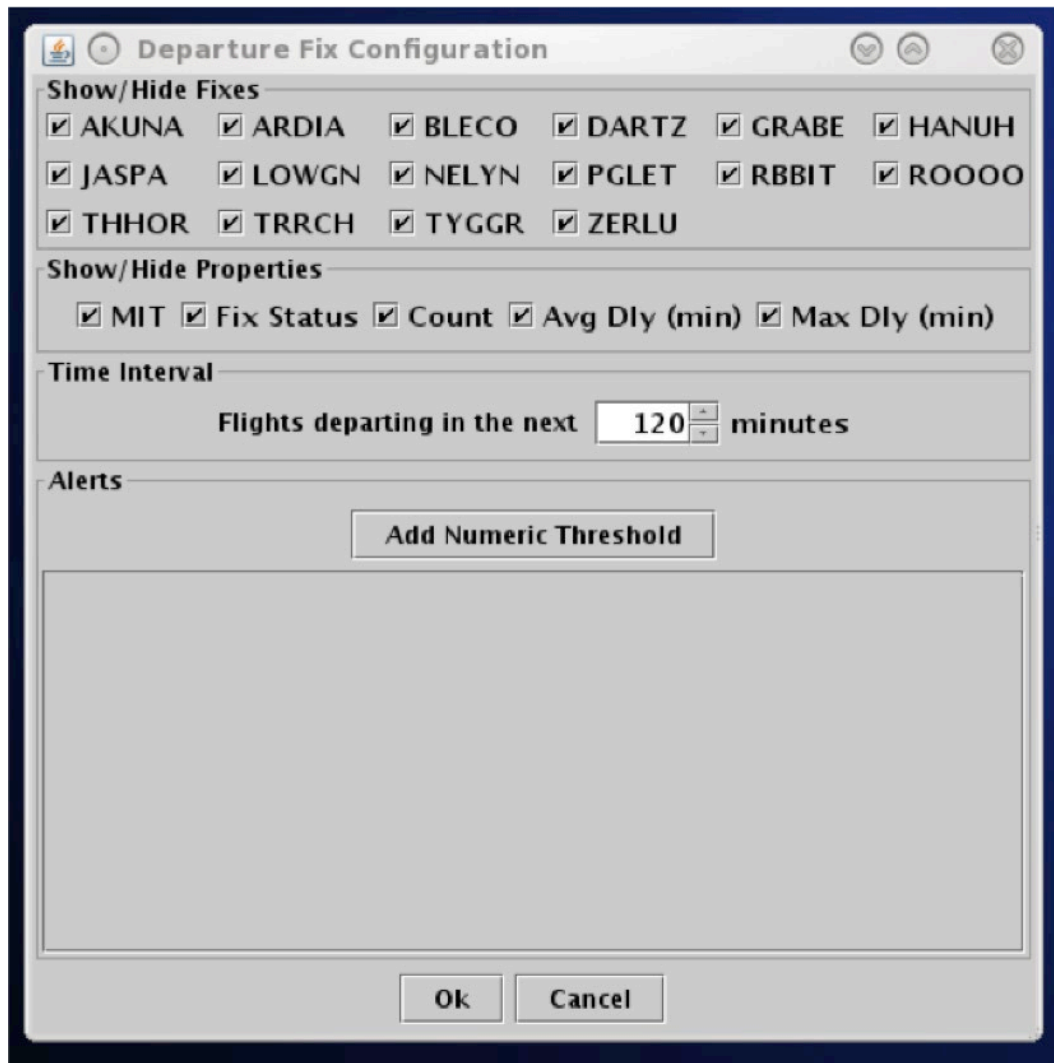 Departure Fix Configuration
Show/Hide Fixes
AKUNA ARDIA BLECO DARTZ GRABE HANUH
JASPA LOWGN NELYN PGLET RBBIT ROOOO
THHOR TRRCH TYGGR ZERLU
Show/Hide Properties
MIT Fix Status Count Avg Dly (min) Max Dly (min)
Time Interval
Flights departing in the next 120 minutes
Alerts
Add Numeric Threshold
Ok Cancel